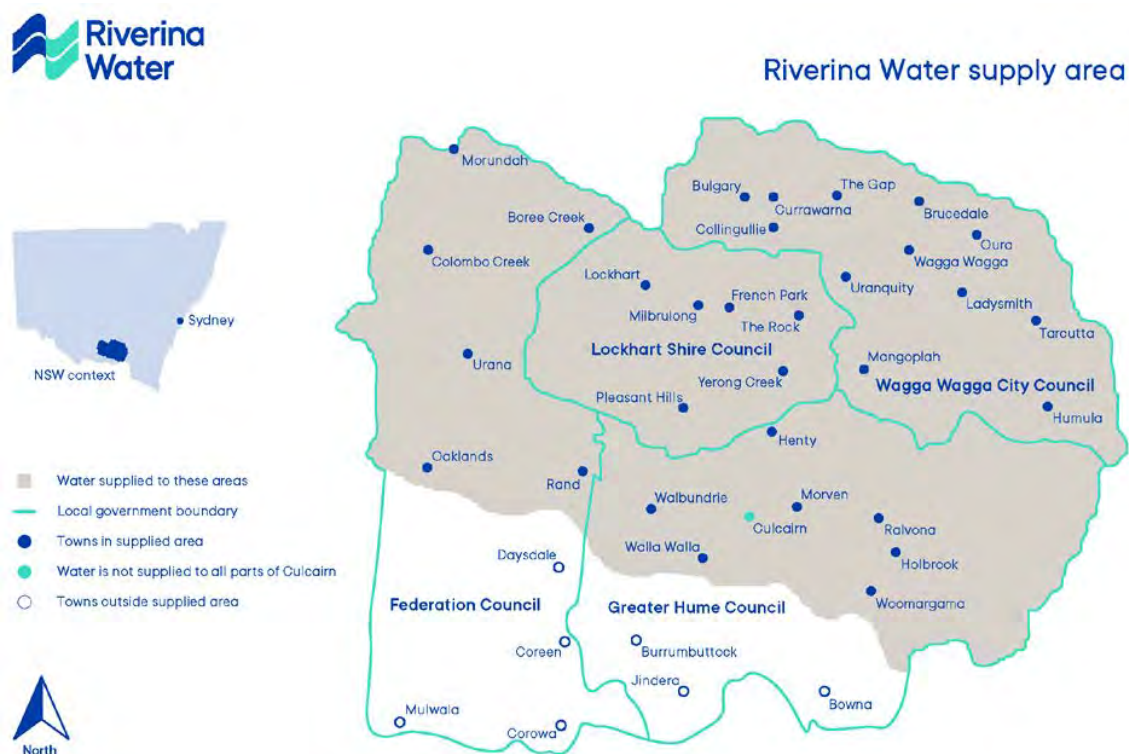 Riverina
Water
Riverina Water supply area
Morundah
Bulgary
The Gap
Currawarna
Brucedale
Boree Creek
Collingullie
Oura
Colombo Creek
Wagga Wagga
Lockhart
Uranquity
French Park
Ladysmith
Milbrulong
The Rock
Sydney
Tarcutta
Lockhart Shire Council
NSW context
Urana
Mangoplah
Yerong Creek
Wagga Wagga City Council
Pleasant Hills
Humula
Henty
Oaklands
Rand
Water supplied to these areas
Local government boundary
Towns in supplied area
Water is not supplied to all parts of Culcairn
Towns outside supplied area
Walbundrie
Morven
Culcairn
Ralvona
Walla Walla
Daysdale
Holbrook
Federation Council
Greater Hume Council
Woomargama
Coreen
Burrumbuttock
Jindera
Bowna
Mulwala
Corowa
North